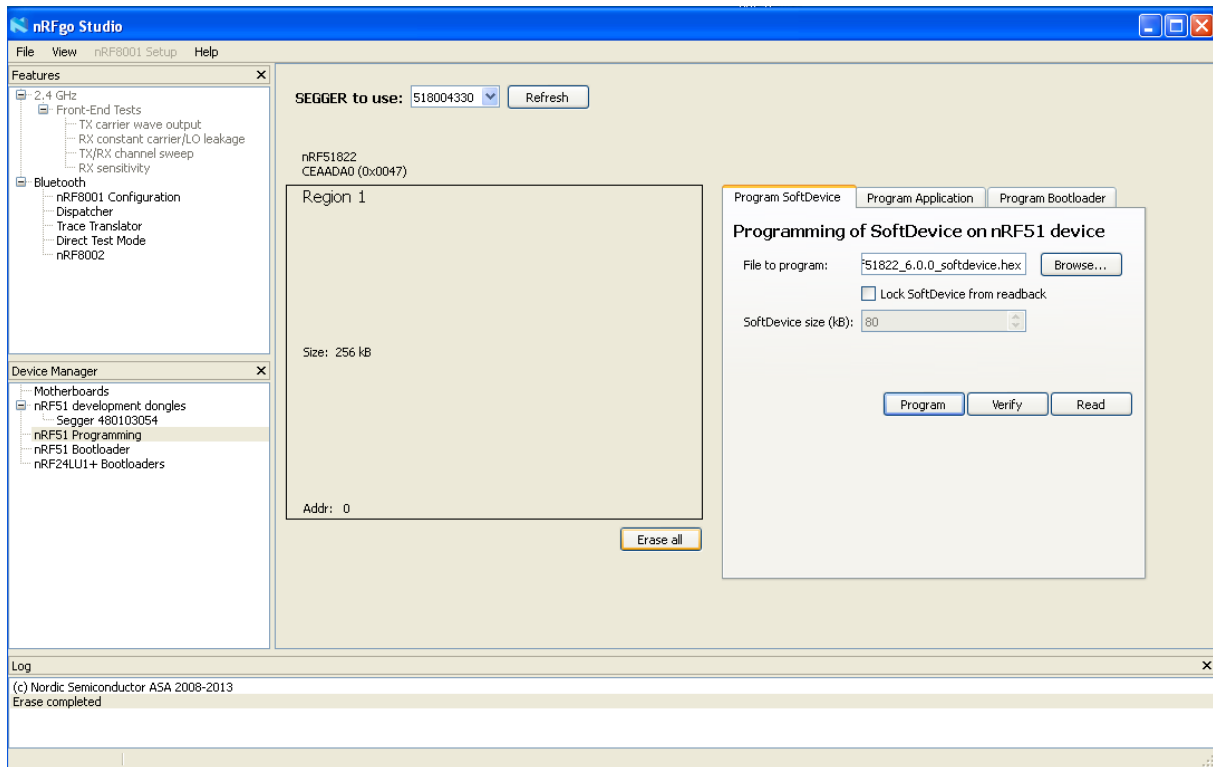 nRFgo Studio
File View nRF8001 Setup Help
Features
2.4 GHz
Front-End Tests
TX carrier wave output
RX constant carrier/LO leakage
TX/RX channel sweep
RX sensitivity
Bluetooth
nRF8001 Configuration
Dispatcher
Trace Translator
Direct Test Mode
nRF8002
Device Manager
Motherboards
nRF51 development dongles
Segger 480103054
nRF51 Programming
nRF51 Bootloader
nRF24LU1+ Bootloaders
SEGGER to use: 518004330 Refresh
nRF51822
CEAADA0 (0x0047)
Region 1
Size: 256 kB
Addr: 0
Erase all
Program SoftDevice Program Application Program Bootloader
Programming of SoftDevice on nRF51 device
File to program: F51822_6.0.0_softdevice.hex Browse...
Lock SoftDevice from readback
SoftDevice size (kB): 80
Program Verify Read
Log
(c) Nordic Semiconductor ASA 2008-2013
Erase completed